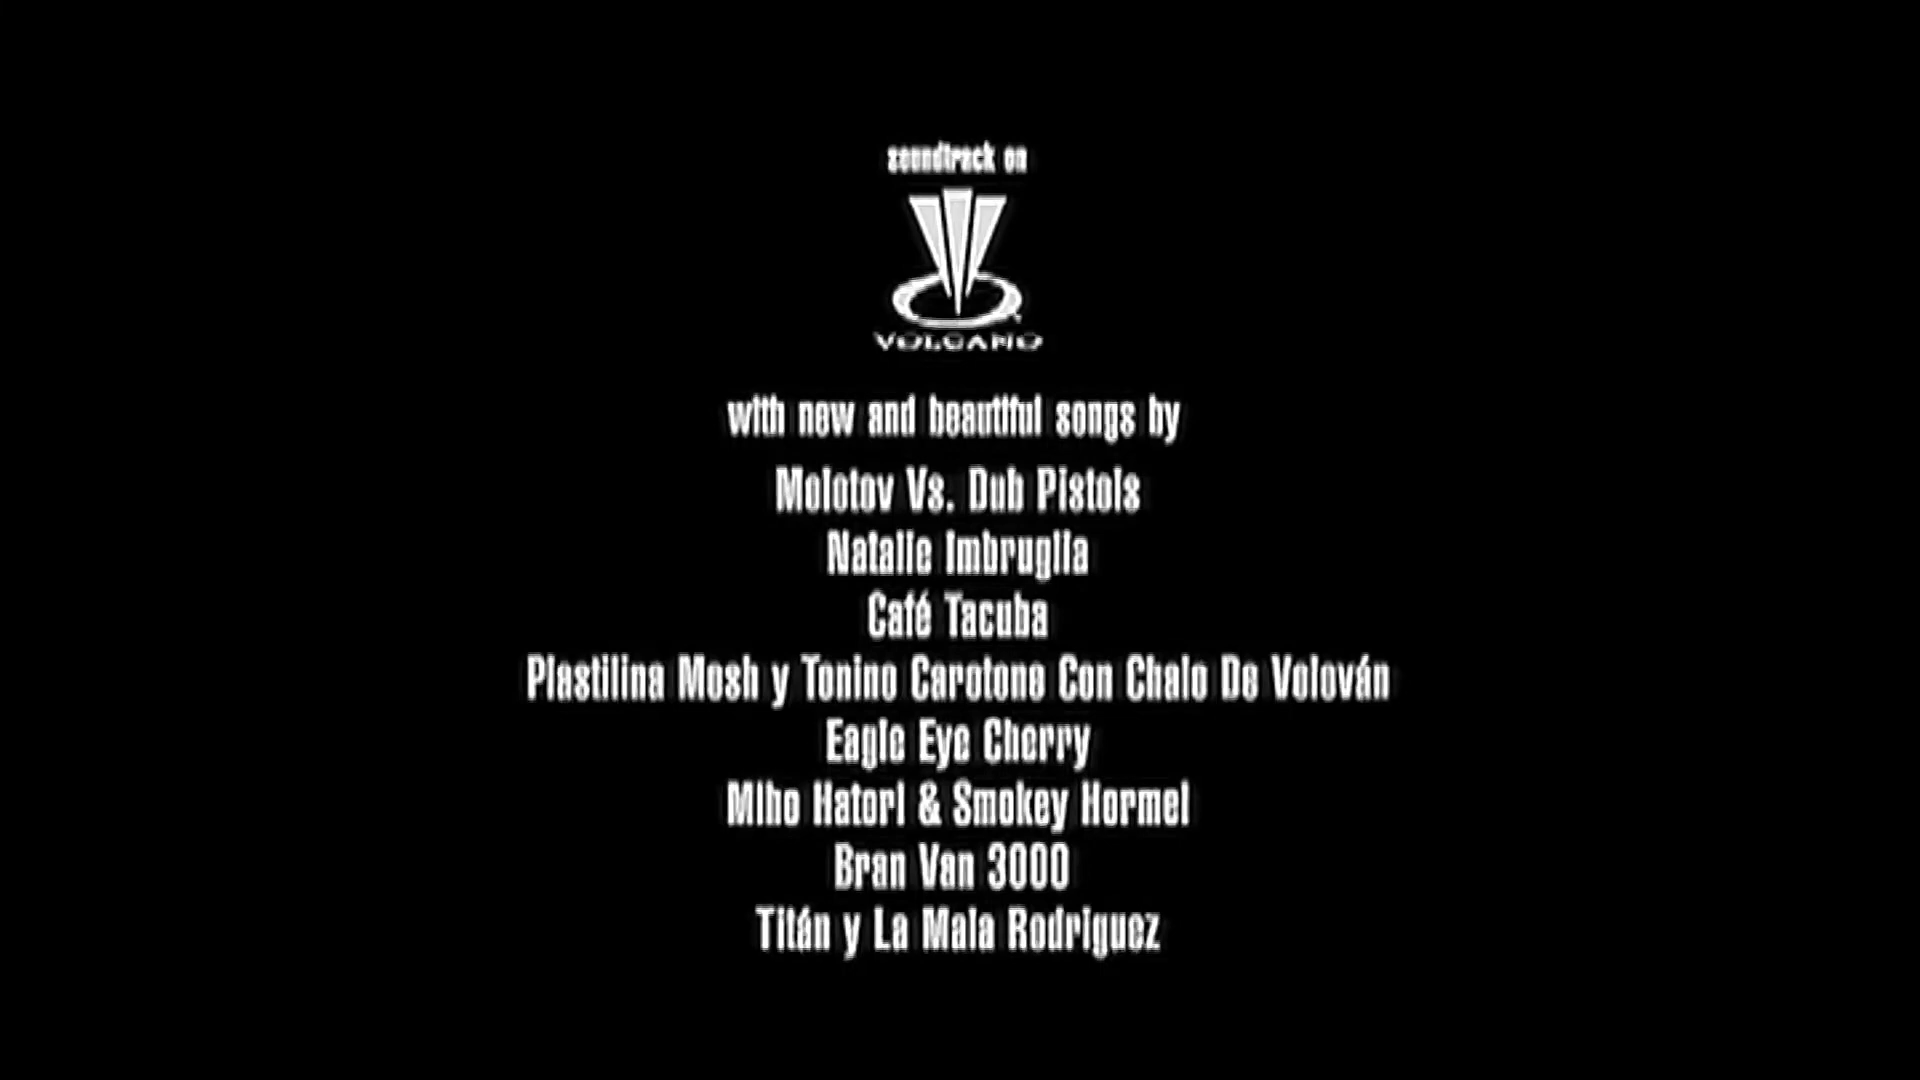 soundtrack on
VOLCANO
with new and beautiful songs by
Molotov Vs. Dub Pistols
Natalie Imbruglia
Café Tacuba
Plastilina Mosh y Tonino Carotone Con Chalo De Volován
Eagle Eye Cherry
Miho Hatori & Smokey Hormel
Bran Van 3000
Titán y La Mala Rodriguez